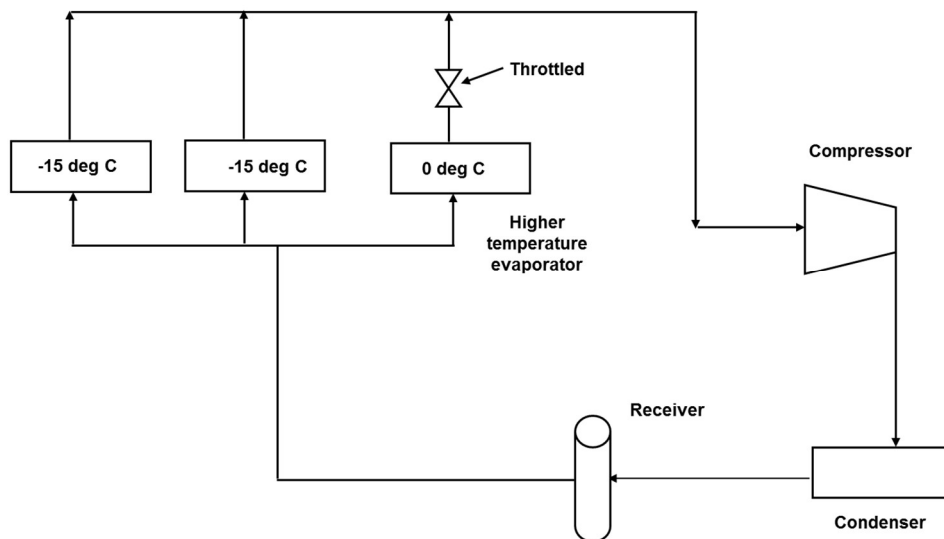 Throttled
-15 deg C
-15 deg C
0 deg C
Compressor
Higher
temperature
evaporator
Receiver
Condenser